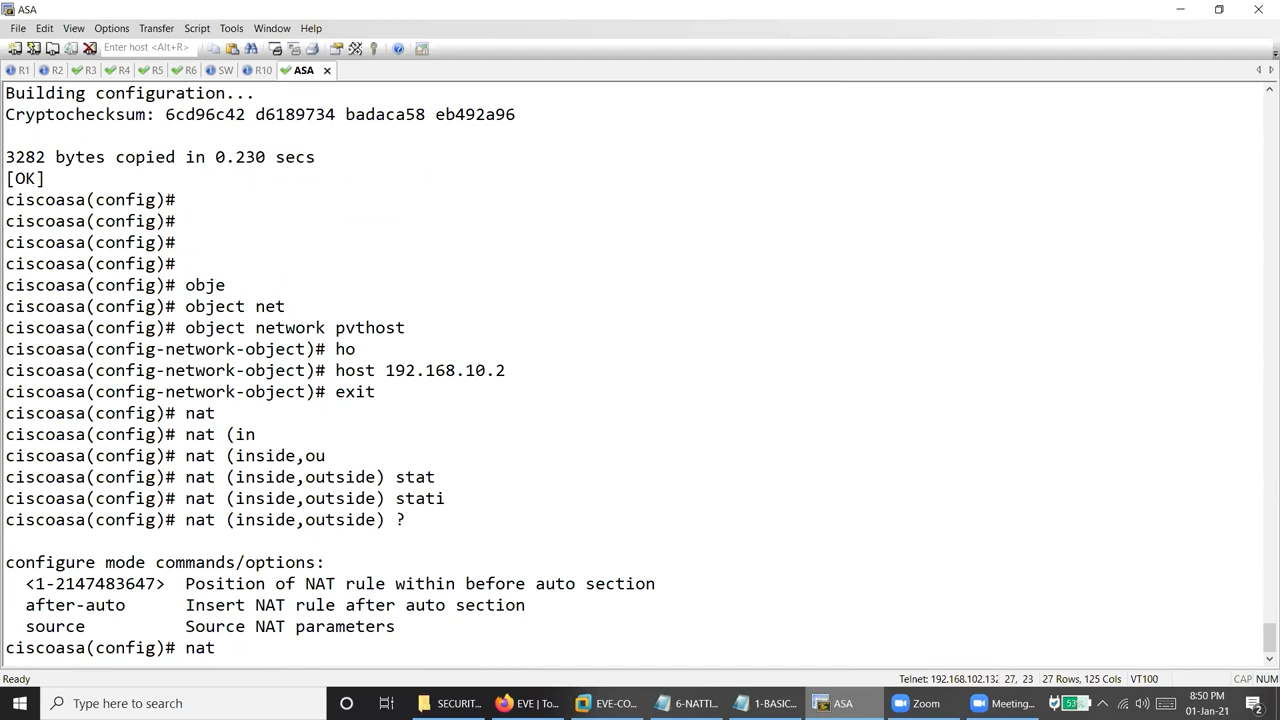 ASA
File Edit View Options Transfer Script Tools Window Help
Enter host <Alt+R>
R1 R2 R3 R4 R5 R6 SW R10 ASA
Building configuration...
Cryptochecksum: 6cd96c42 d6189734 badaca58 eb492a96
3282 bytes copied in 0.230 secs
[OK]
ciscoasa(config)#
ciscoasa(config)#
ciscoasa(config)#
ciscoasa(config)#
ciscoasa(config)# obje
ciscoasa(config)# object net
ciscoasa(config)# object network pvthost
ciscoasa(config-network-object)# ho
ciscoasa(config-network-object)# host 192.168.10.2
ciscoasa(config-network-object)# exit
ciscoasa(config)# nat
ciscoasa(config)# nat (in
ciscoasa(config)# nat (inside,ou
ciscoasa(config)# nat (inside,outside) stat
ciscoasa(config)# nat (inside,outside) stati
ciscoasa(config)# nat (inside,outside) ?
configure mode commands/options:
<1-2147483647> Position of NAT rule within before auto section
after-auto Insert NAT rule after auto section
source Source NAT parameters
ciscoasa(config)# nat
Ready Telnet: 192.168.102.132 27, 23 27 Rows, 125 Cols VT100 CAP NUM
Type here to search SECURIT... EVE | To... EVE-CO... 6-NATTI... 1-BASIC... ASA Zoom Meeting... 53% 8:50 PM
01-Jan-21 2